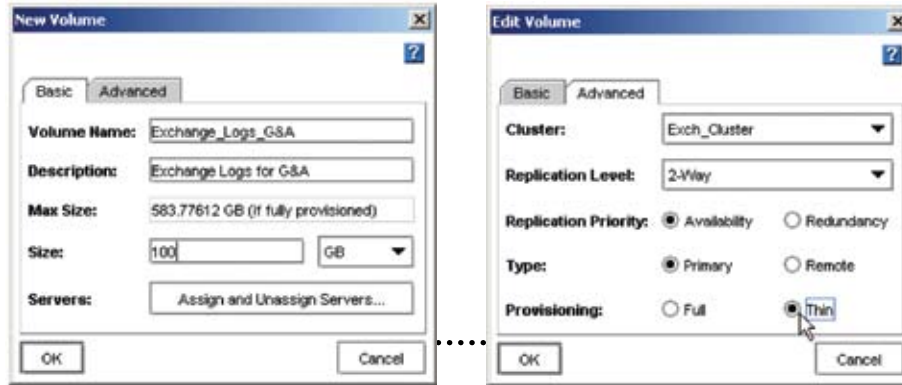 New Volume
Basic Advanced
Volume Name: Exchange_Logs_G&A
Description: Exchange Logs for G&A
Max Size: 583.77612 GB (if fully provisioned)
Size: 100 GB
Servers: Assign and Unassign Servers...
OK Cancel
Edit Volume
Basic Advanced
Cluster: Exch_Cluster
Replication Level: 2-Way
Replication Priority: Availability Redundancy
Type: Primary Remote
Provisioning: Full Thin
OK Cancel